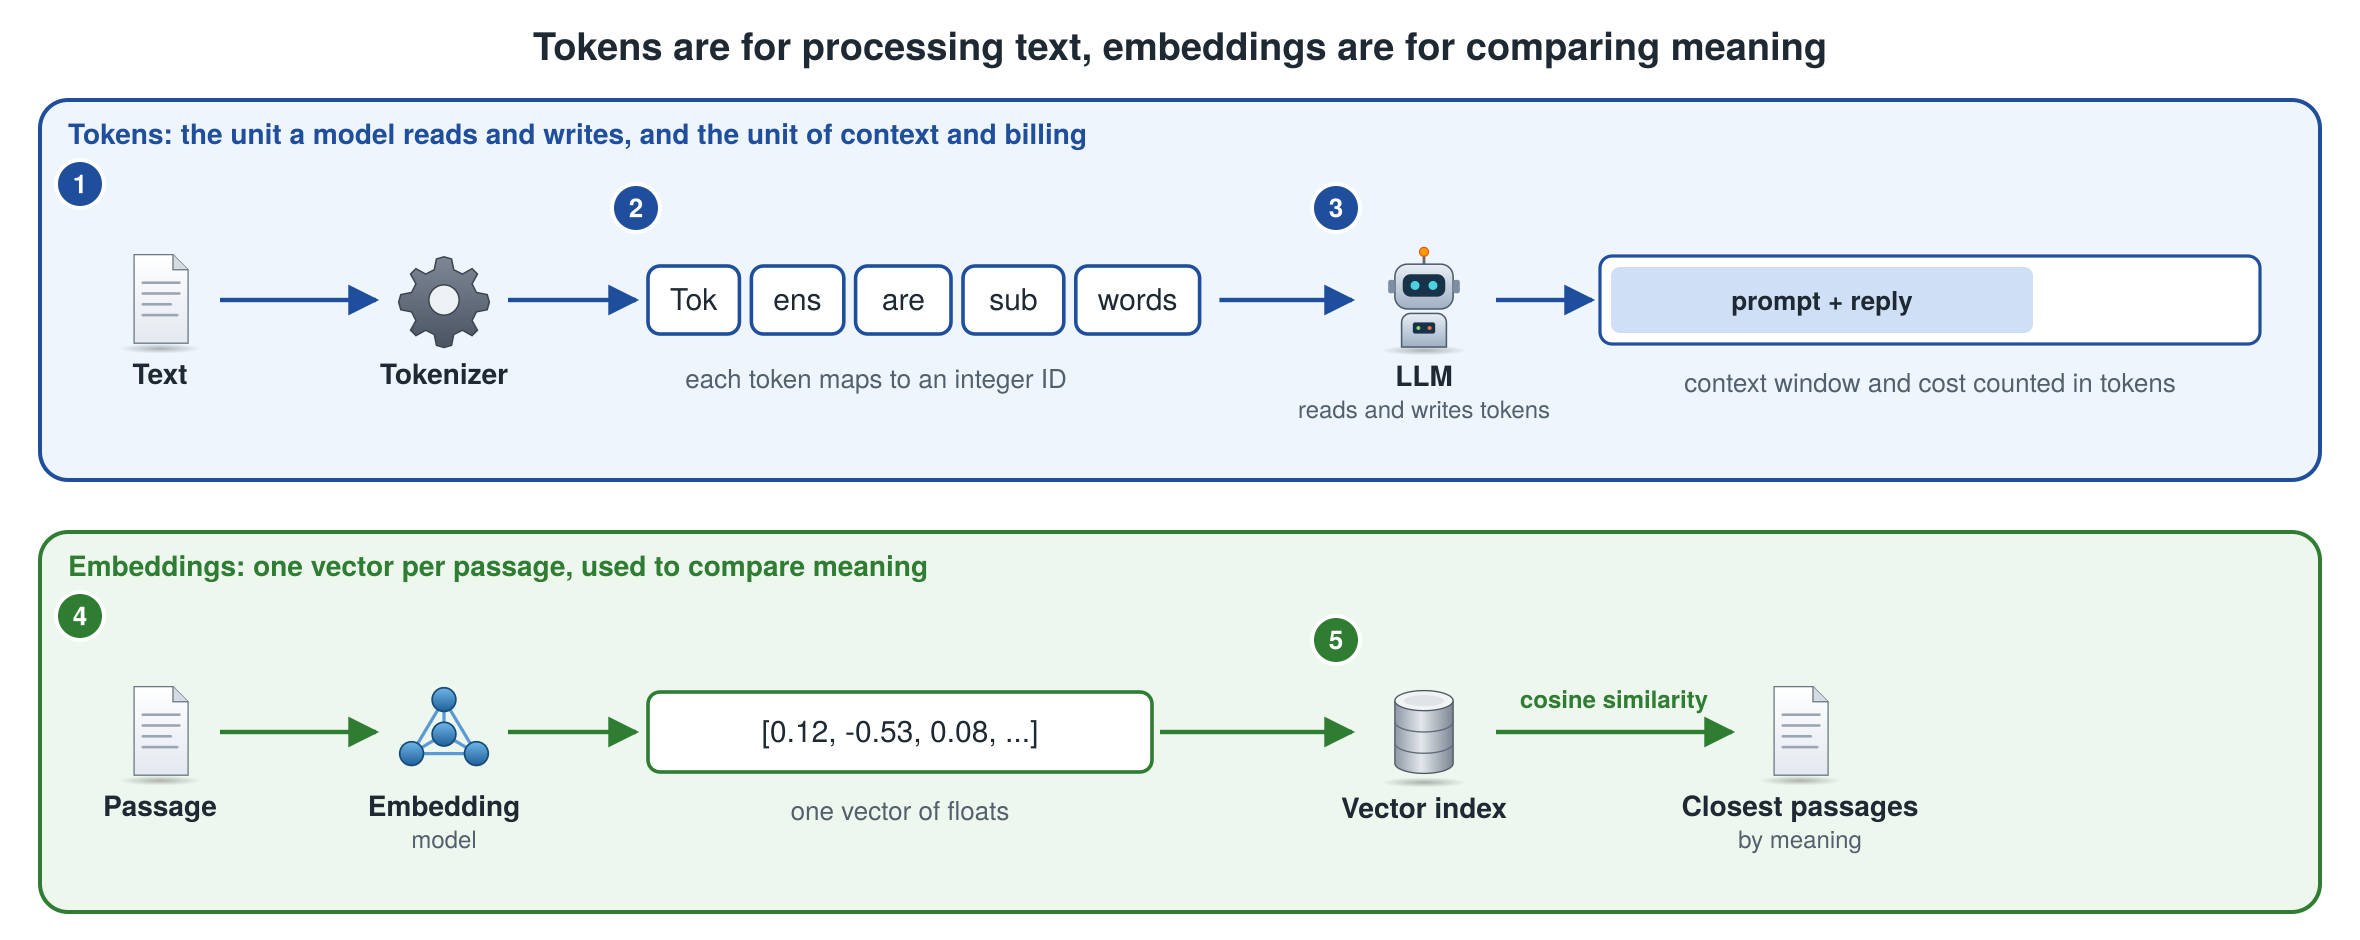 Tokens are for processing text, embeddings are for comparing meaning
Tokens: the unit a model reads and writes, and the unit of context and billing
1
2
3
Tok
ens
are
sub
words
prompt + reply
Text
Tokenizer
each token maps to an integer ID
LLM
reads and writes tokens
context window and cost counted in tokens
Embeddings: one vector per passage, used to compare meaning
4
5
[0.12, -0.53, 0.08, ...]
cosine similarity
Passage
Embedding
model
one vector of floats
Vector index
Closest passages
by meaning